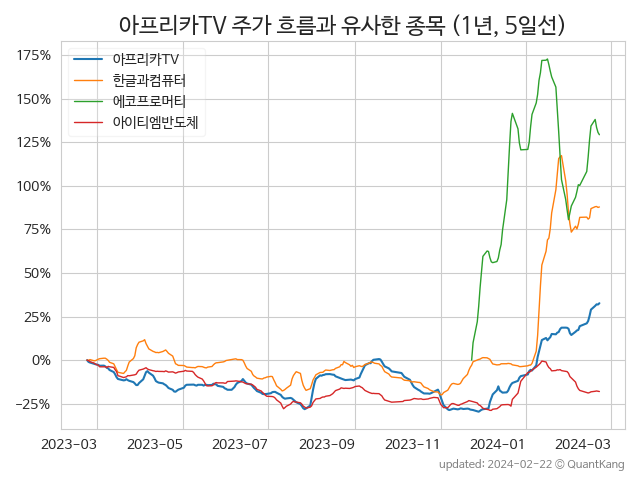 아프리카TV 주가 흐름과 유사한 종목 (1년, 5일선)
175%
150%
125%
100%
75%
50%
25%
0%
−25%
아프리카TV
한글과컴퓨터
에코프로머티
아이티엠반도체
2023-03
2023-05
2023-07
2023-09
2023-11
2024-01
2024-03
updated: 2024-02-22 © QuantKang